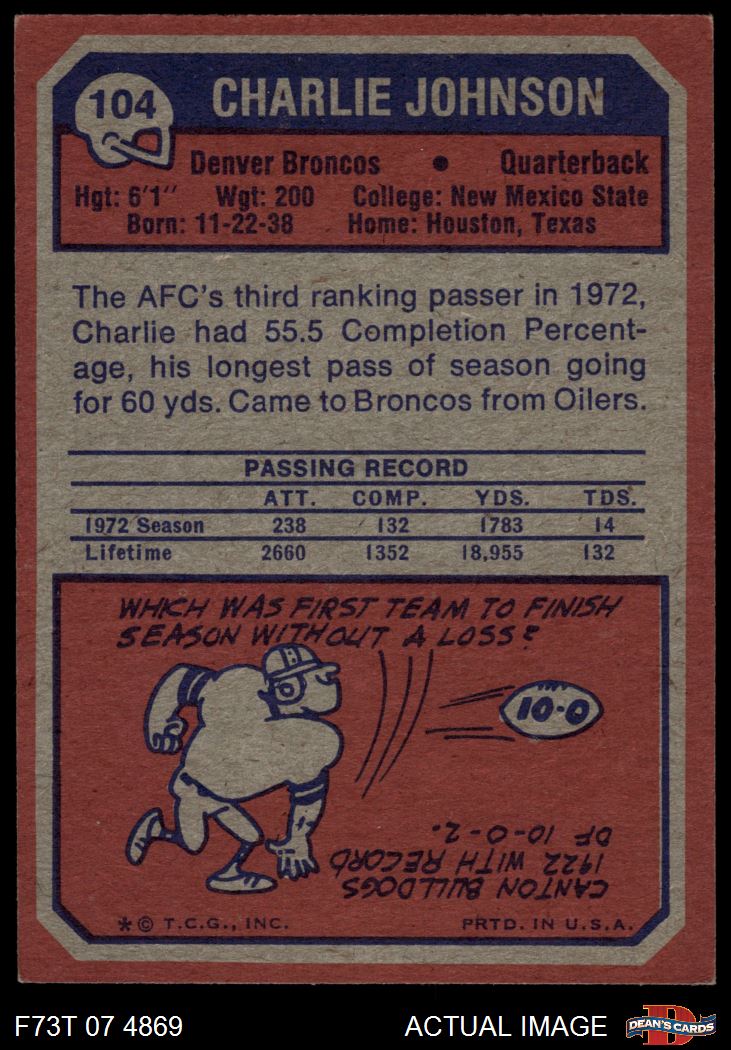 104
CHARLIE JOHNSON
Denver Broncos • Quarterback
Hgt: 6'1" Wgt: 200 College: New Mexico State
Born: 11-22-38 Home: Houston, Texas
The AFC's third ranking passer in 1972,
Charlie had 55.5 Completion Percent-
age, his longest pass of season going
for 60 yds. Came to Broncos from Oilers.
PASSING RECORD
ATT. COMP. YDS. TDS.
1972 Season 238 132 1783 14
Lifetime 2660 1352 18,955 132
WHICH WAS FIRST TEAM TO FINISH
SEASON WITHOUT A LOSS?
B
10-0
CANTON BULLDOGS
1922 WITH RECORD
OF 10-0-2.
* © T.C.G., INC. PRTD. IN U.S.A.
F73T 07 4869 ACTUAL IMAGE
D
DEAN'S CARDS